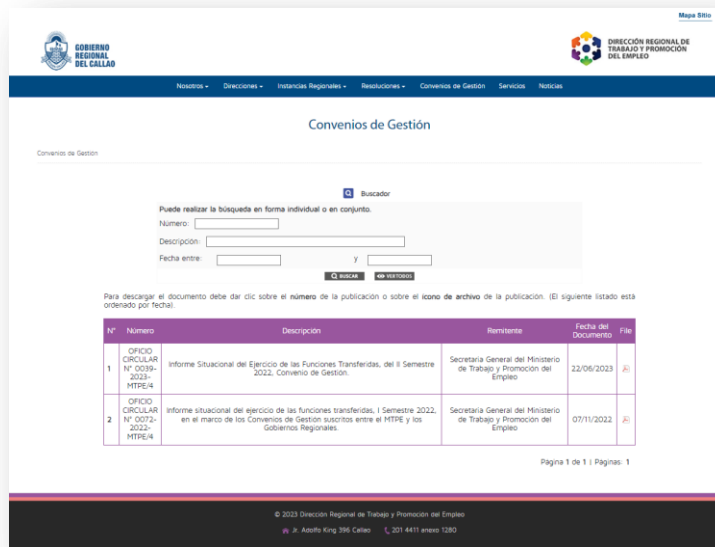 Mapa Sitio
GOBIERNO
REGIONAL
DEL CALLAO
DIRECCIÓN REGIONAL DE
TRABAJO Y PROMOCIÓN
DEL EMPLEO
Nosotros
Direcciones
Instancias Regionales
Resoluciones
Convenios de Gestión
Servicios
Noticias
Convenios de Gestión
Convenios de Gestión
Buscador
Puede realizar la búsqueda en forma individual o en conjunto.
Número:
Descripción:
Fecha entre: y
BUSCAR VER TODOS
Para descargar el documento debe dar clic sobre el número de la publicación o sobre el icono de archivo de la publicación. (El siguiente listado está
ordenado por fecha).
N° Número Descripción Remitente Fecha del Documento File
1
OFICIO
CIRCULAR
N° 0039-
2023-
MTPE/4
Informe Situacional del Ejercicio de las Funciones Transferidas, del II Semestre
2022, Convenio de Gestion.
Secretaria General del Ministerio
de Trabajo y Promoción del
Empleo
22/06/2023
2
OFICIO
CIRCULAR
N° 0072-
2022-
MTPE/4
Informe situacional del ejercicio de las funciones transferidas, I Semestre 2022,
en el marco de los Convenios de Gestion suscritos entre el MTPE y los
Gobiernos Regionales.
Secretaria General del Ministerio
de Trabajo y Promoción del
Empleo
07/11/2022
Página 1 de 1 | Páginas: 1
© 2023 Dirección Regional de Trabajo y Promoción del Empleo
Jr. Adolfo King 396 Callao 201 4411 anexo 1280